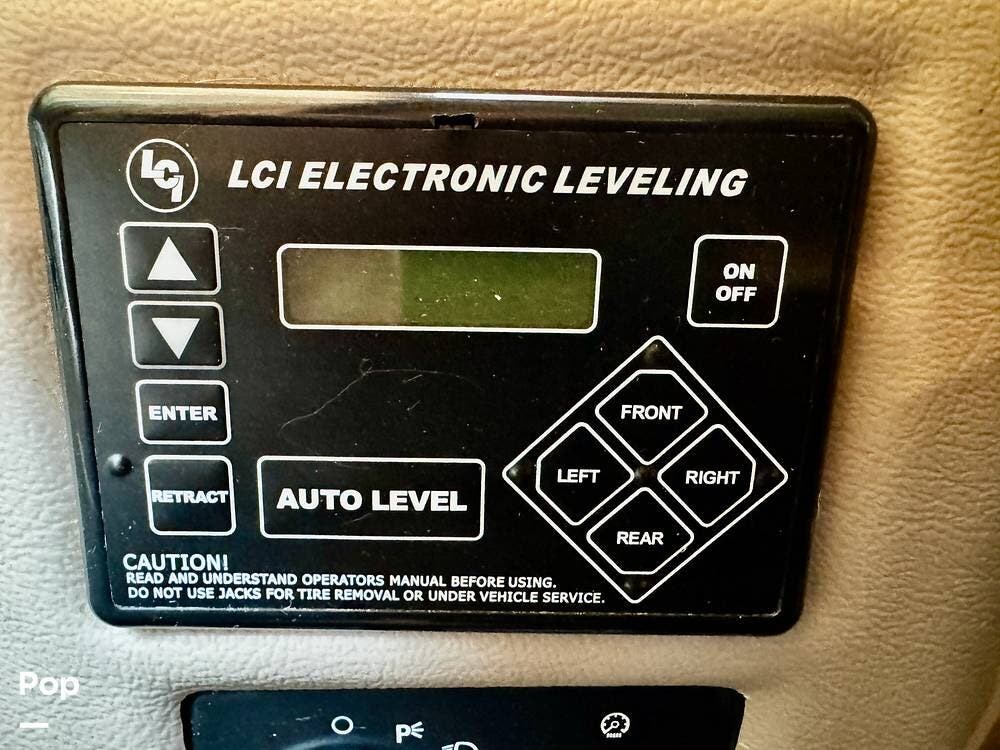 LCI
LCI ELECTRONIC LEVELING
ON
OFF
ENTER
RETRACT
AUTO LEVEL
FRONT
LEFT
RIGHT
REAR
CAUTION!
READ AND UNDERSTAND OPERATORS MANUAL BEFORE USING.
DO NOT USE JACKS FOR TIRE REMOVAL OR UNDER VEHICLE SERVICE.
Pop
P